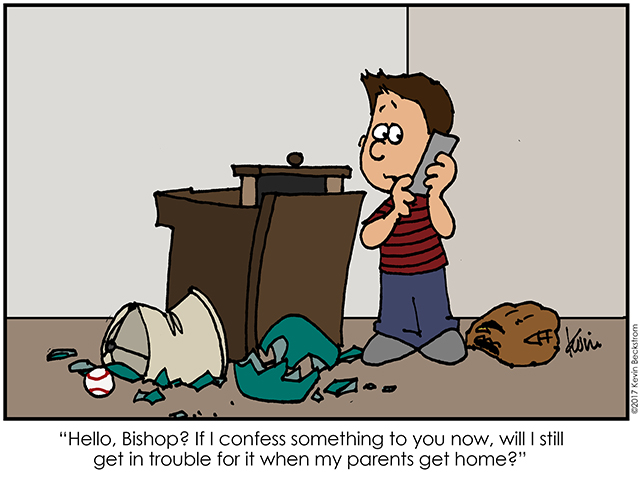 Kevin
©2017 Kevin Beckstrom
“Hello, Bishop? If I confess something to you now, will I still
get in trouble for it when my parents get home?”